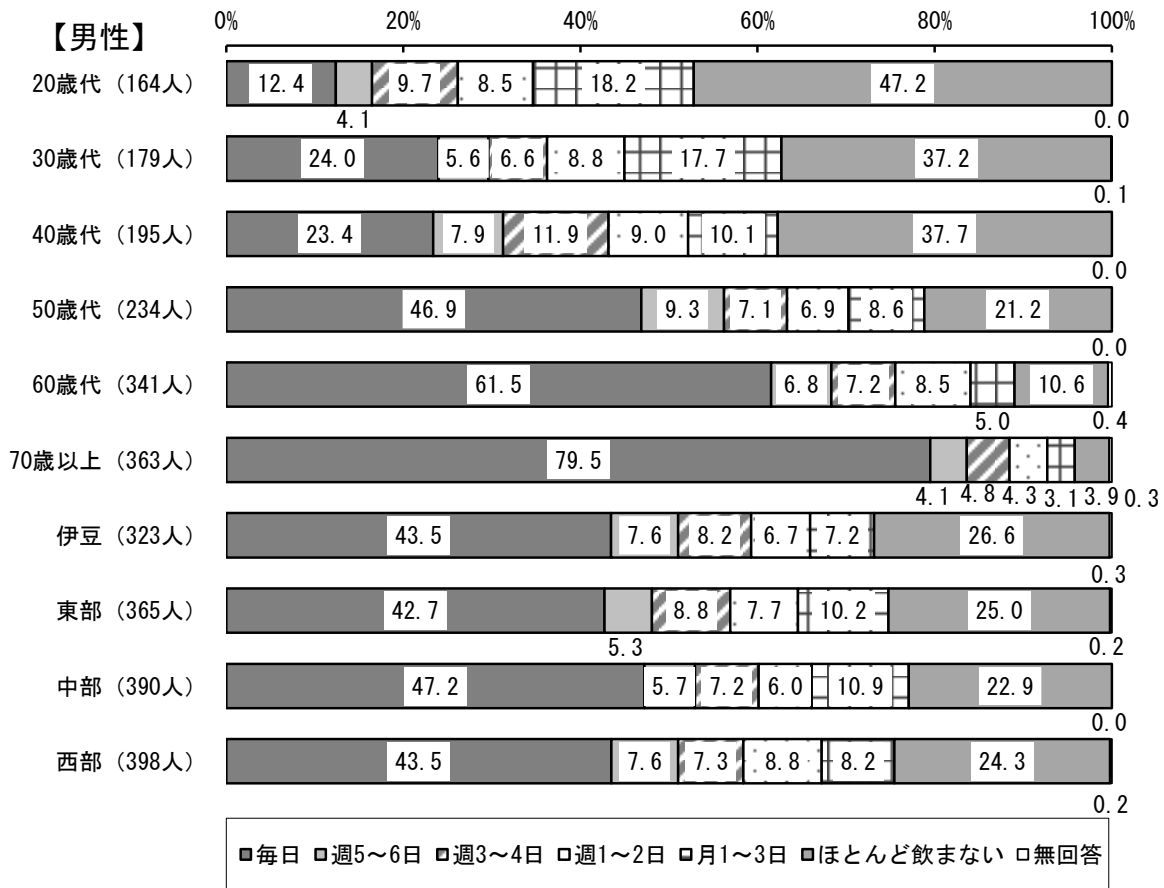 【男性】
0% 20% 40% 60% 80% 100%
20歳代 (164人) 12.4 9.7 8.5 18.2 47.2
4.1 0.0
30歳代 (179人) 24.0 5.6 6.6 8.8 17.7 37.2
0.1
40歳代 (195人) 23.4 7.9 11.9 9.0 10.1 37.7
0.0
50歳代 (234人) 46.9 9.3 7.1 6.9 8.6 21.2
0.0
60歳代 (341人) 61.5 6.8 7.2 8.5 10.6
5.0 0.4
70歳以上 (363人) 79.5
4.1 4.8 4.3 3.1 3.9 0.3
伊豆 (323人) 43.5 7.6 8.2 6.7 7.2 26.6
0.3
東部 (365人) 42.7 8.8 7.7 10.2 25.0
5.3 0.2
中部 (390人) 47.2 5.7 7.2 6.0 10.9 22.9
0.0
西部 (398人) 43.5 7.6 7.3 8.8 8.2 24.3
0.2
毎日 週5～6日 週3～4日 週1～2日 月1～3日 ほとんど飲まない 無回答